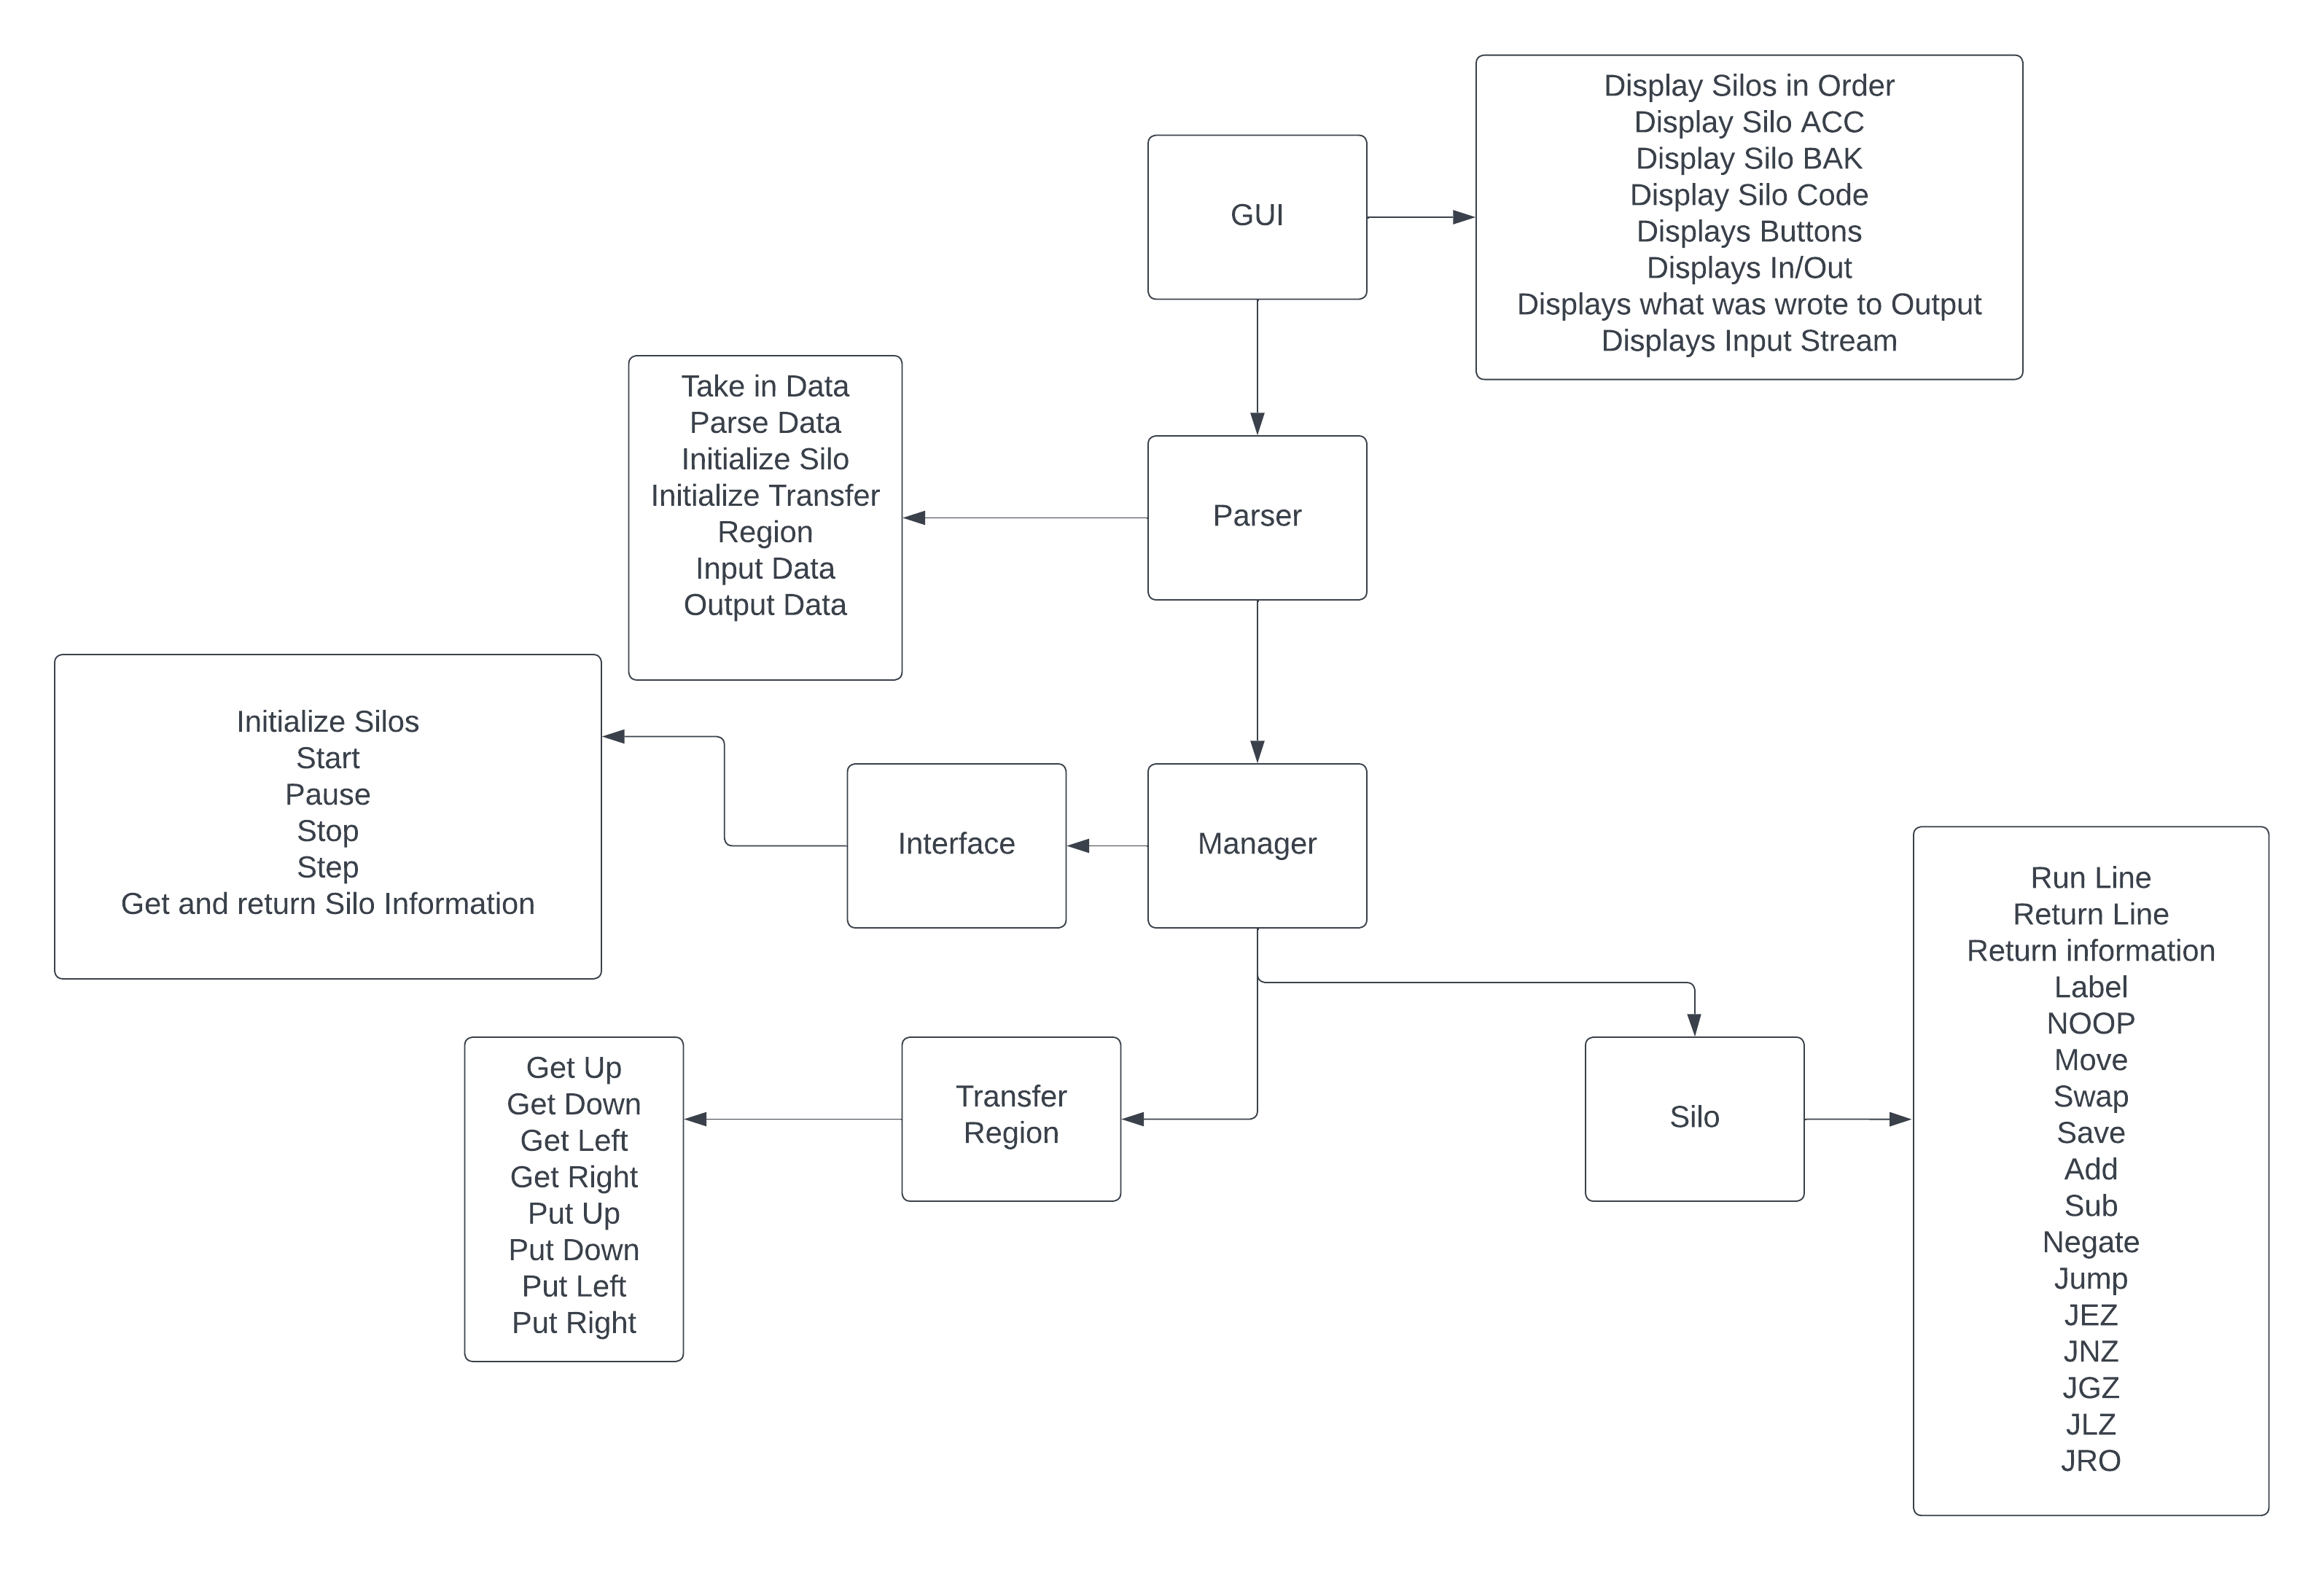 Display Silos in Order
Display Silo ACC
Display Silo BAK
Display Silo Code
Displays Buttons
Displays In/Out
Displays what was wrote to Output
Displays Input Stream
GUI
Take in Data
Parse Data
Initialize Silo
Initialize Transfer
Region
Input Data
Output Data
Parser
Initialize Silos
Start
Pause
Stop
Step
Get and return Silo Information
Interface
Manager
Get Up
Get Down
Get Left
Get Right
Put Up
Put Down
Put Left
Put Right
Transfer
Region
Silo
Run Line
Return Line
Return information
Label
NOOP
Move
Swap
Save
Add
Sub
Negate
Jump
JEZ
JNZ
JGZ
JLZ
JRO